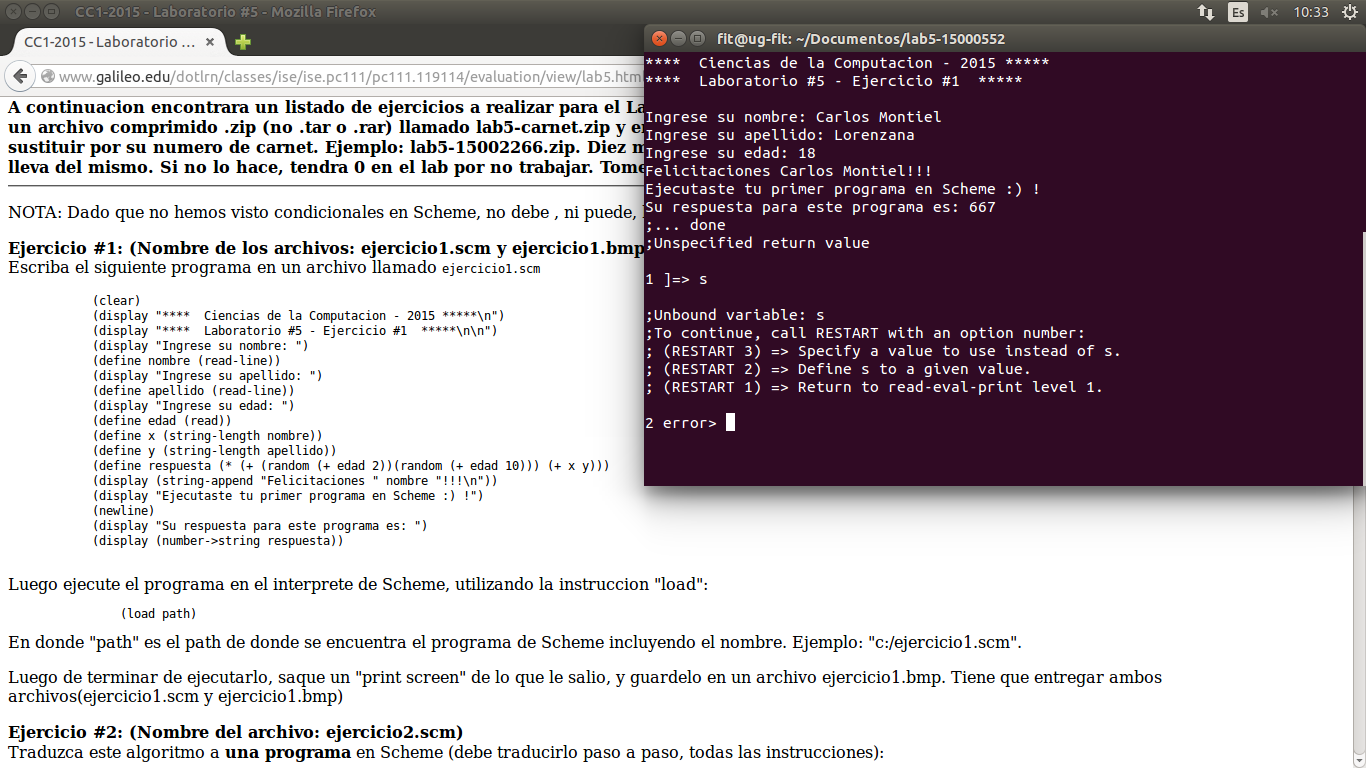 CC1-2015 - Laboratorio #5 - Mozilla Firefox
Es
10:33
CC1-2015 - Laboratorio ...
www.galileo.edu/dotlrn/classes/ise/ise.pc111/pc111.119114/evaluation/view/lab5.htm
A continuacion encontrara un listado de ejercicios a realizar para el La
un archivo comprimido .zip (no .tar o .rar) llamado lab5-carnet.zip y en
sustituir por su numero de carnet. Ejemplo: lab5-15002266.zip. Diez m
lleva del mismo. Si no lo hace, tendra 0 en el lab por no trabajar. Tome
NOTA: Dado que no hemos visto condicionales en Scheme, no debe , ni puede,
Ejercicio #1: (Nombre de los archivos: ejercicio1.scm y ejercicio1.bmp
Escriba el siguiente programa en un archivo llamado ejercicio1.scm
(clear)
(display "****  Ciencias de la Computacion - 2015 *****\n")
(display "****  Laboratorio #5 - Ejercicio #1  *****\n\n")
(display "Ingrese su nombre: ")
(define nombre (read-line))
(display "Ingrese su apellido: ")
(define apellido (read-line))
(display "Ingrese su edad: ")
(define edad (read))
(define x (string-length nombre))
(define y (string-length apellido))
(define respuesta (* (+ (random (+ edad 2))(random (+ edad 10))) (+ x y)))
(display (string-append "Felicitaciones " nombre "!!!\n"))
(display "Ejecutaste tu primer programa en Scheme :) !")
(newline)
(display "Su respuesta para este programa es: ")
(display (number->string respuesta))
Luego ejecute el programa en el interprete de Scheme, utilizando la instruccion "load":
(load path)
En donde "path" es el path de donde se encuentra el programa de Scheme incluyendo el nombre. Ejemplo: "c:/ejercicio1.scm".
Luego de terminar de ejecutarlo, saque un "print screen" de lo que le salio, y guardelo en un archivo ejercicio1.bmp. Tiene que entregar ambos
archivos(ejercicio1.scm y ejercicio1.bmp)
Ejercicio #2: (Nombre del archivo: ejercicio2.scm)
Traduzca este algoritmo a una programa en Scheme (debe traducirlo paso a paso, todas las instrucciones):
fit@ug-fit: ~/Documentos/lab5-15000552
****  Ciencias de la Computacion - 2015 *****
****  Laboratorio #5 - Ejercicio #1  *****
Ingrese su nombre: Carlos Montiel
Ingrese su apellido: Lorenzana
Ingrese su edad: 18
Felicitaciones Carlos Montiel!!!
Ejecutaste tu primer programa en Scheme :) !
Su respuesta para este programa es: 667
;... done
;Unspecified return value
1 ]=> s
;Unbound variable: s
;To continue, call RESTART with an option number:
; (RESTART 3) => Specify a value to use instead of s.
; (RESTART 2) => Define s to a given value.
; (RESTART 1) => Return to read-eval-print level 1.
2 error>